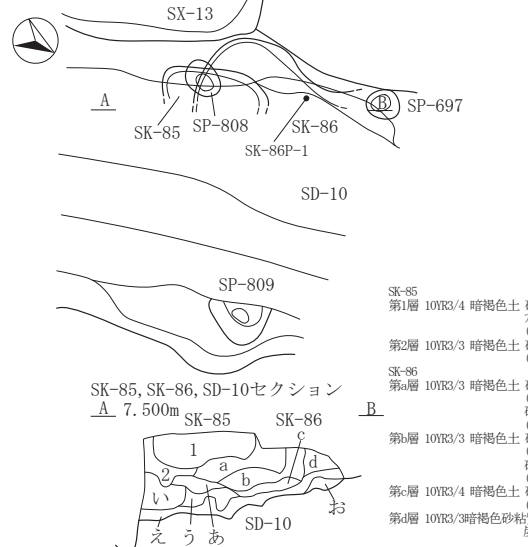 SX-13
A
B
SP-697
SK-85
SP-808
SK-86
SK-86P-1
SD-10
SP-809
SK-85, SK-86, SD-10セクション
A 7.500m
B
SK-85
SK-86
1
a
c
d
2
b
い
お
SD-10
え
う
あ
SK-85
第1層 10YR3/4 暗褐色土
第2層 10YR3/3 暗褐色土
SK-86
第a層 10YR3/3 暗褐色土
第b層 10YR3/3 暗褐色土
第c層 10YR3/4 暗褐色土
第d層 10YR3/3暗褐色砂粘